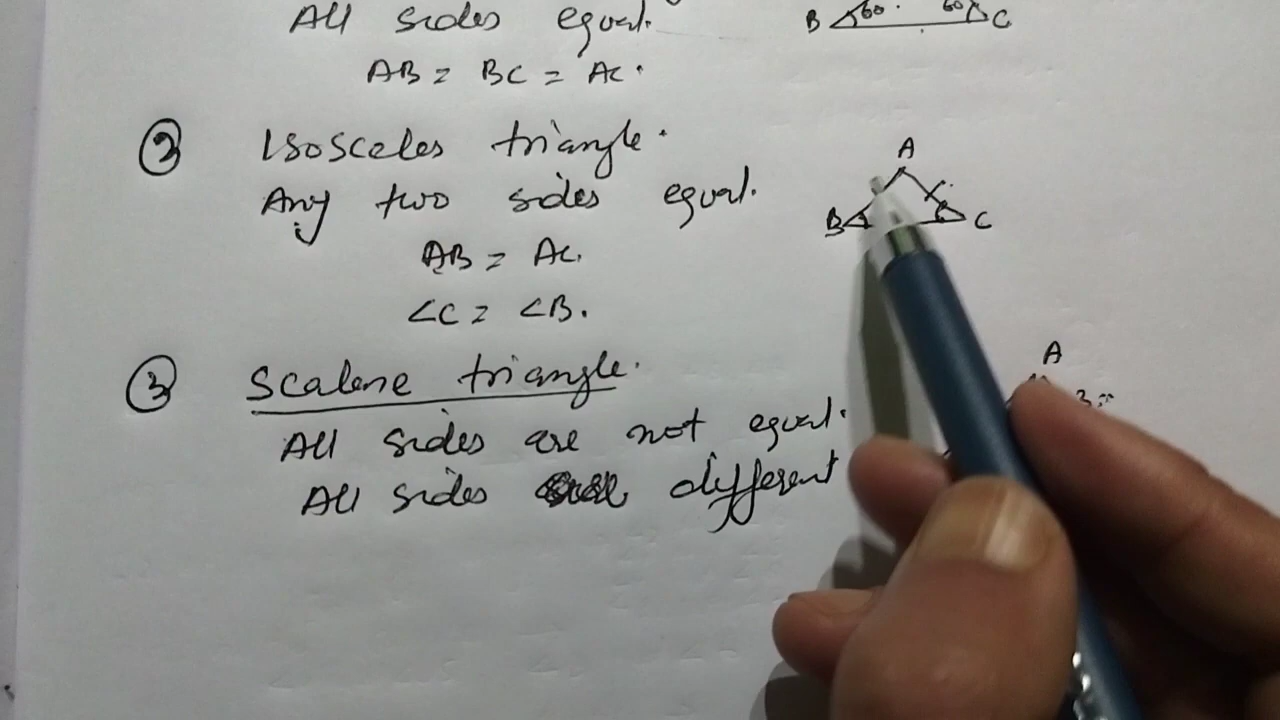 All sides equal.
B 60. 60 C
AB = BC = AC.
② Isosceles triangle.
A
Any two sides equal.
B C
AB = AC.
∠C = ∠B.
③ Scalene triangle.
A
3
All sides are not equal.
All sides different